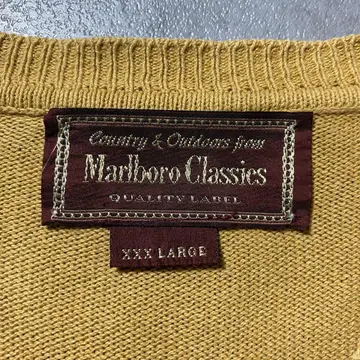 Country & Outdoors from
Marlboro Classics
QUALITY LABEL
XXX LARGE